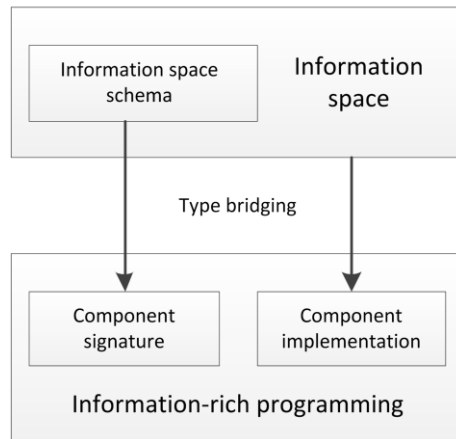 Information space
schema
Information
space
Type bridging
Component
signature
Component
implementation
Information-rich programming